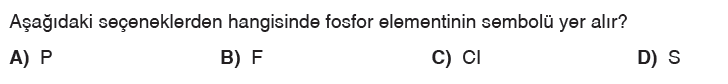 Aşağıdaki seçeneklerden hangisinde fosfor elementinin sembolü yer alır?
A) P B) F C) Cl D) S